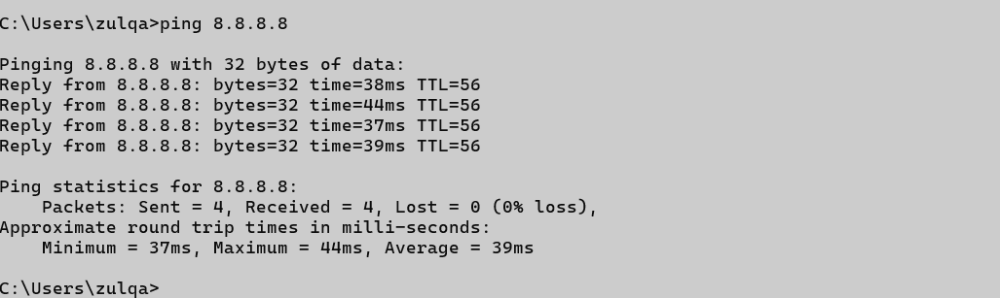 C:\Users\zulqa>ping 8.8.8.8
Pinging 8.8.8.8 with 32 bytes of data:
Reply from 8.8.8.8: bytes=32 time=38ms TTL=56
Reply from 8.8.8.8: bytes=32 time=44ms TTL=56
Reply from 8.8.8.8: bytes=32 time=37ms TTL=56
Reply from 8.8.8.8: bytes=32 time=39ms TTL=56
Ping statistics for 8.8.8.8:
    Packets: Sent = 4, Received = 4, Lost = 0 (0% loss),
Approximate round trip times in milli-seconds:
    Minimum = 37ms, Maximum = 44ms, Average = 39ms
C:\Users\zulqa>